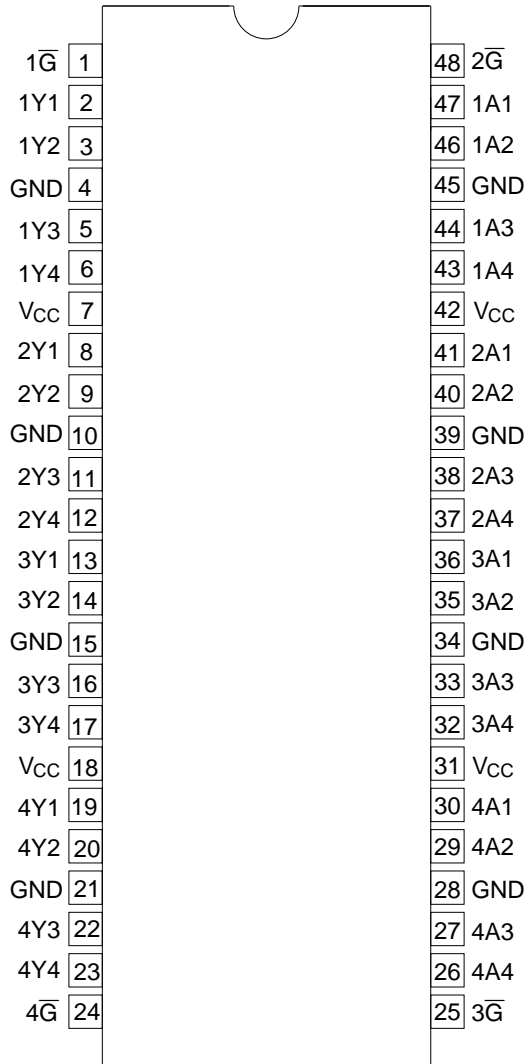 1G̅ 1 48 2G̅
1Y1 2 47 1A1
1Y2 3 46 1A2
GND 4 45 GND
1Y3 5 44 1A3
1Y4 6 43 1A4
VCC 7 42 VCC
2Y1 8 41 2A1
2Y2 9 40 2A2
GND 10 39 GND
2Y3 11 38 2A3
2Y4 12 37 2A4
3Y1 13 36 3A1
3Y2 14 35 3A2
GND 15 34 GND
3Y3 16 33 3A3
3Y4 17 32 3A4
VCC 18 31 VCC
4Y1 19 30 4A1
4Y2 20 29 4A2
GND 21 28 GND
4Y3 22 27 4A3
4Y4 23 26 4A4
4G̅ 24 25 3G̅